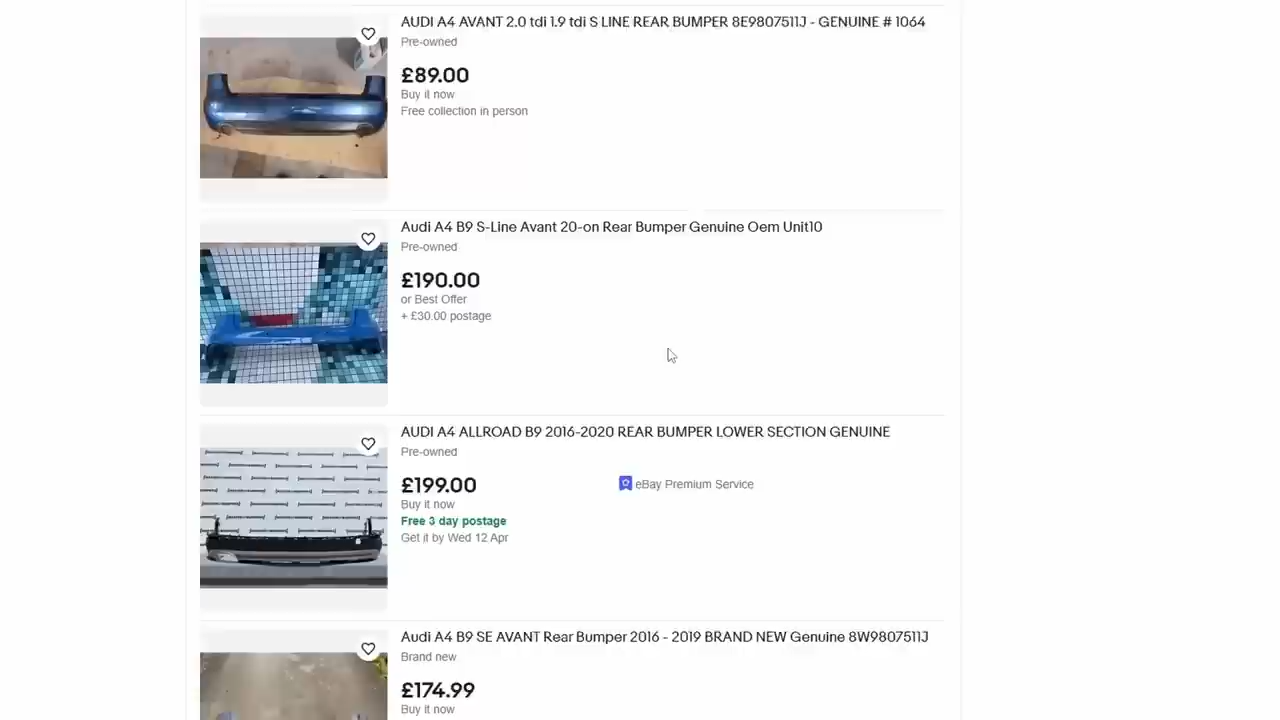 AUDI A4 AVANT 2.0 tdi 1.9 tdi S LINE REAR BUMPER 8E9807511J - GENUINE # 1064
Pre-owned
£89.00
Buy it now
Free collection in person
Audi A4 B9 S-Line Avant 20-on Rear Bumper Genuine Oem Unit10
Pre-owned
£190.00
or Best Offer
+ £30.00 postage
AUDI A4 ALLROAD B9 2016-2020 REAR BUMPER LOWER SECTION GENUINE
Pre-owned
£199.00
eBay Premium Service
Buy it now
Free 3 day postage
Get it by Wed 12 Apr
Audi A4 B9 SE AVANT Rear Bumper 2016 - 2019 BRAND NEW Genuine 8W9807511J
Brand new
£174.99
Buy it now